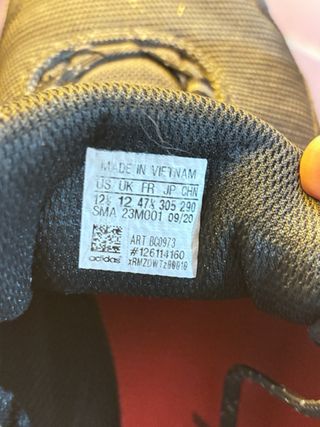 MADE IN VIETNAM
US UK FR JP CHN
12½ 12 47⅓ 305 290
SMA 23M001 09/20
ART BC0973
#126114160
adidas